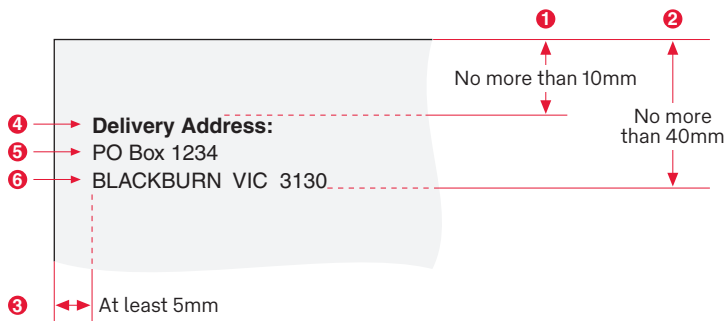 1 2
No more than 10mm
No more
than 40mm
4 Delivery Address:
5 PO Box 1234
6 BLACKBURN VIC 3130
3 At least 5mm